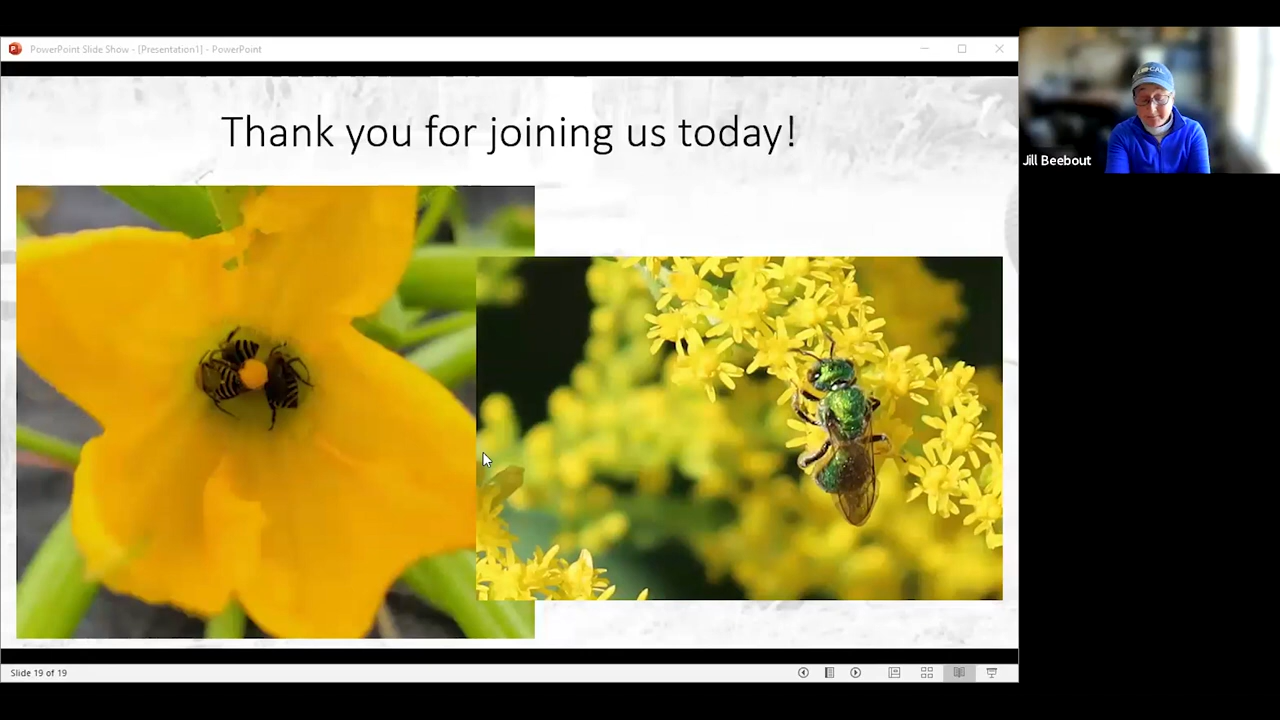 PowerPoint Slide Show - [Presentation1] - PowerPoint
Thank you for joining us today!
Jill Beebout
Slide 19 of 19